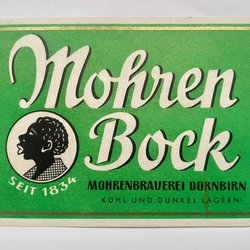 Mohren
Bock
SEIT 1834
MOHRENBRAUEREI DORNBIRN
KÜHL UND DUNKEL LAGERN!